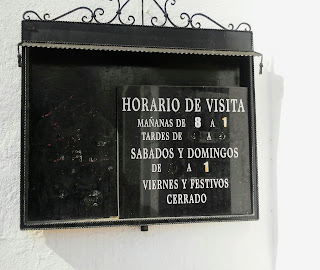 HORARIO DE VISITA
MAÑANAS DE 8 A 1
TARDES DE A
SABADOS Y DOMINGOS
DE A 1
VIERNES Y FESTIVOS
CERRADO